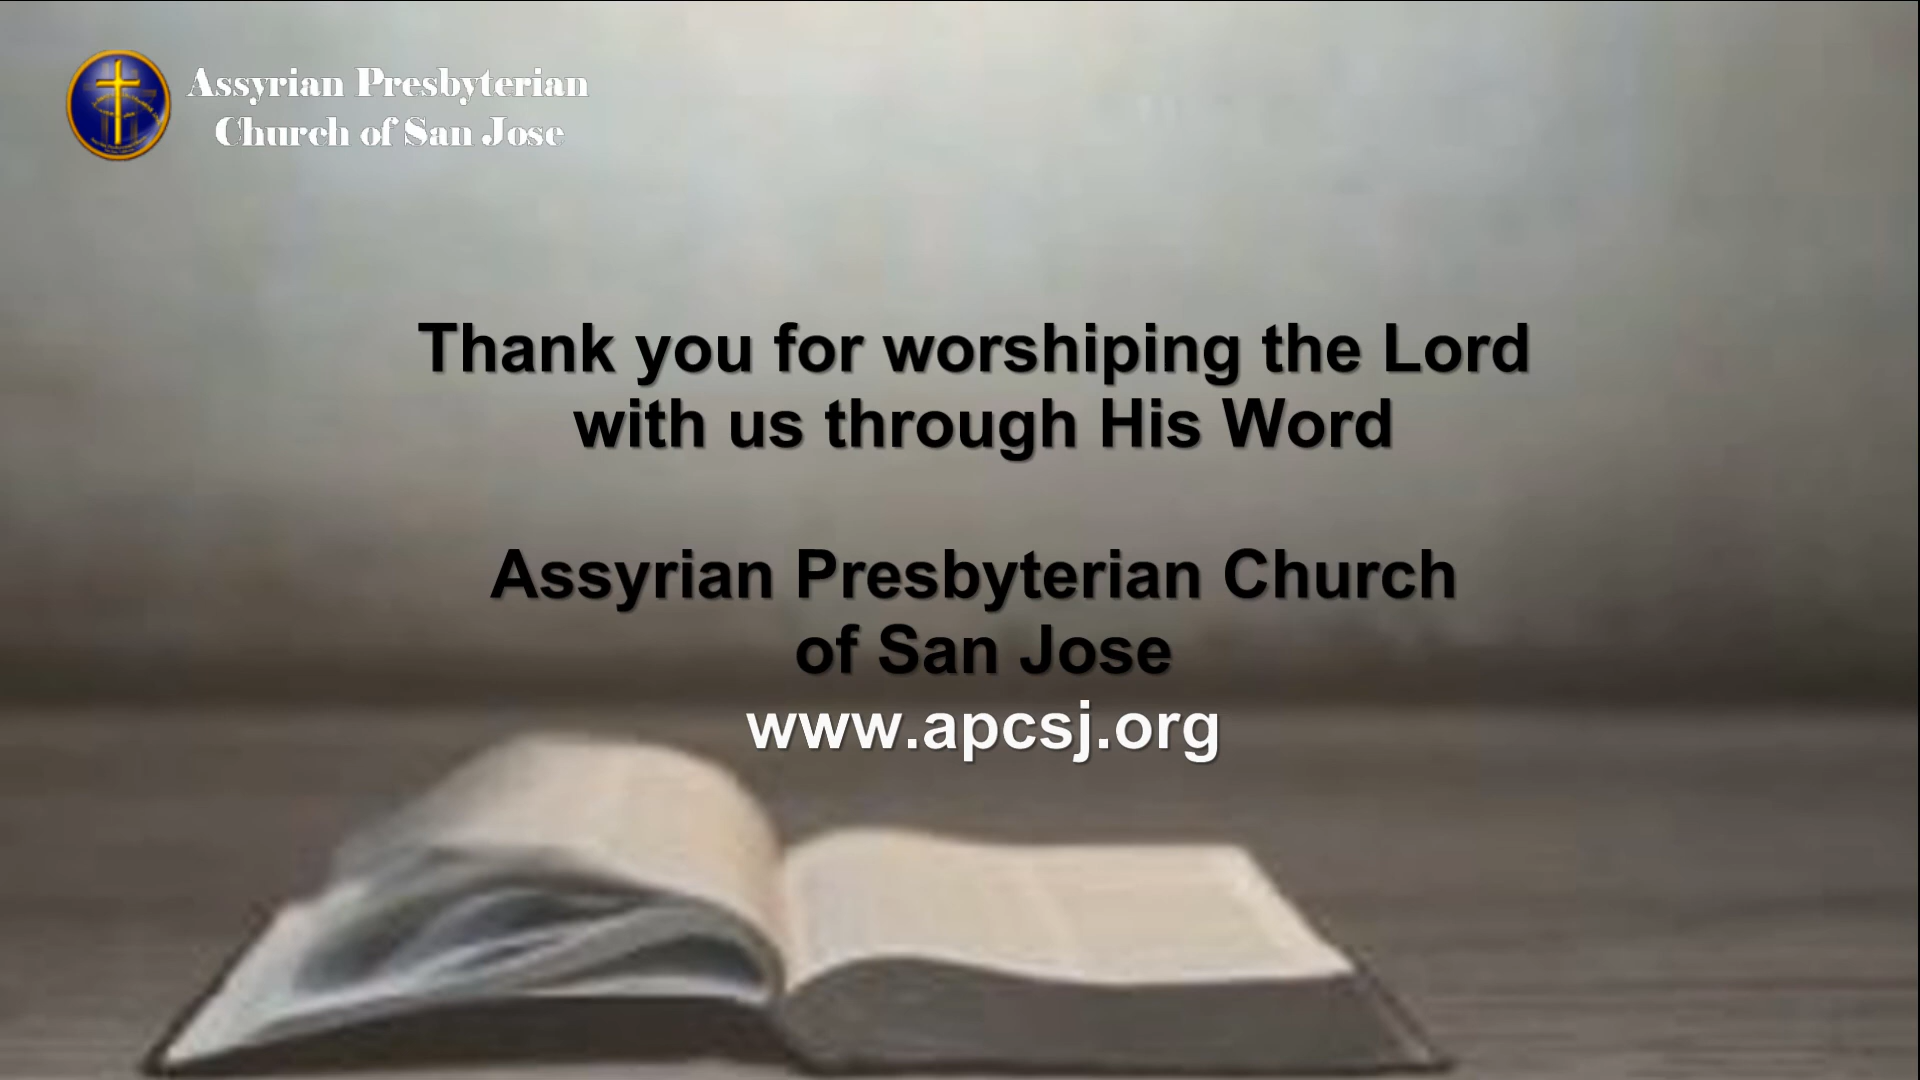 Assyrian Presbyterian
Church of San Jose
Thank you for worshiping the Lord
with us through His Word
Assyrian Presbyterian Church
of San Jose
www.apcsj.org